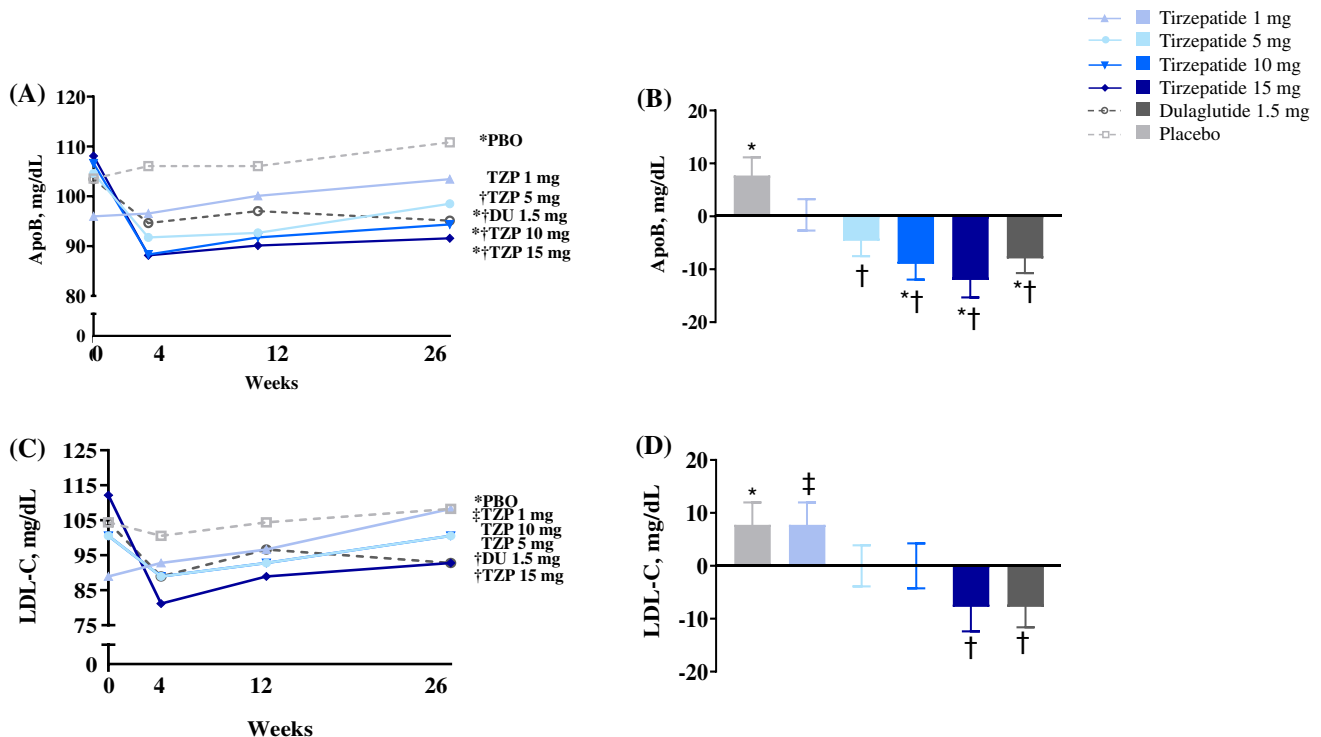 Tirzepatide 1 mg
Tirzepatide 5 mg
Tirzepatide 10 mg
Tirzepatide 15 mg
Dulaglutide 1.5 mg
Placebo
(A)
ApoB, mg/dL
120
110
100
90
80
0
0
4
12
26
Weeks
*PBO
TZP 1 mg
†TZP 5 mg
*†DU 1.5 mg
*†TZP 10 mg
*†TZP 15 mg
(B)
ApoB, mg/dL
20
10
0
-10
-20
*
†
*†
*†
*†
(C)
LDL-C, mg/dL
125
115
105
95
85
75
0
0
4
12
26
Weeks
*PBO
‡TZP 1 mg
TZP 10 mg
TZP 5 mg
†DU 1.5 mg
†TZP 15 mg
(D)
LDL-C, mg/dL
20
10
0
-10
-20
*
‡
†
†